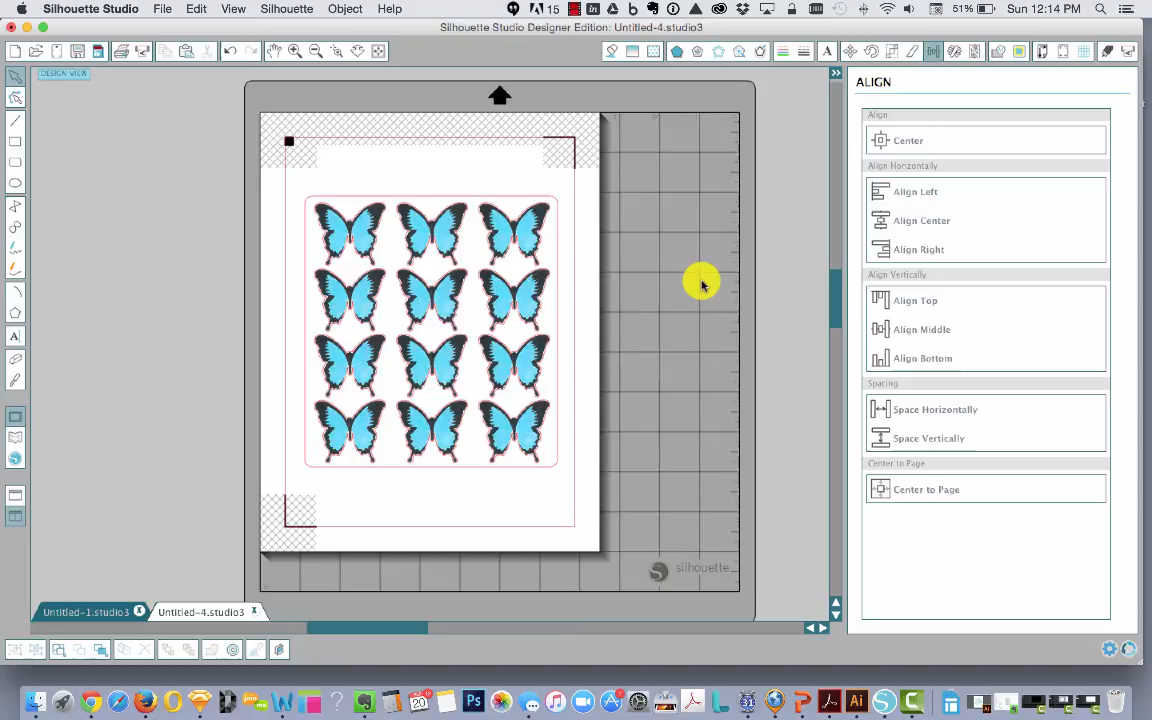 Silhouette Studio File Edit View Panels Silhouette Object Help 15 51% Sun 12:14 PM
Silhouette Studio Designer Edition: Untitled-4.studio3
DESIGN VIEW
ALIGN
Align
Center
Align Horizontally
Align Left
Align Center
Align Right
Align Vertically
Align Top
Align Middle
Align Bottom
Spacing
Space Horizontally
Space Vertically
Center to Page
Center to Page
silhouette
Untitled-1.studio3 Untitled-4.studio3